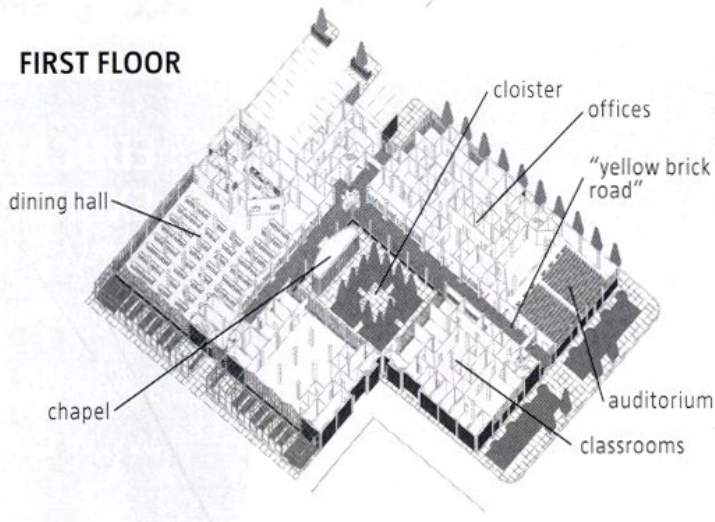 FIRST FLOOR
cloister
offices
"yellow brick
road"
dining hall
chapel
auditorium
classrooms